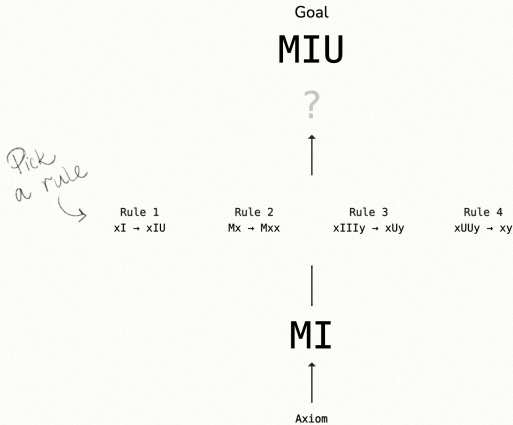 Goal
MIU
?
Pick
a rule
Rule 1
xI → xIU
Rule 2
Mx → Mxx
Rule 3
xIIIy → xUy
Rule 4
xUUy → xy
MI
Axiom